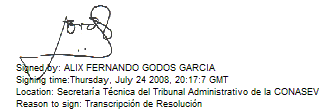 Signed by: ALIX FERNANDO GODOS GARCIA
Signing time:Thursday, July 24 2008, 20:17:7 GMT
Location: Secretaría Técnica del Tribunal Administrativo de la CONASEV
Reason to sign: Transcripción de Resolución